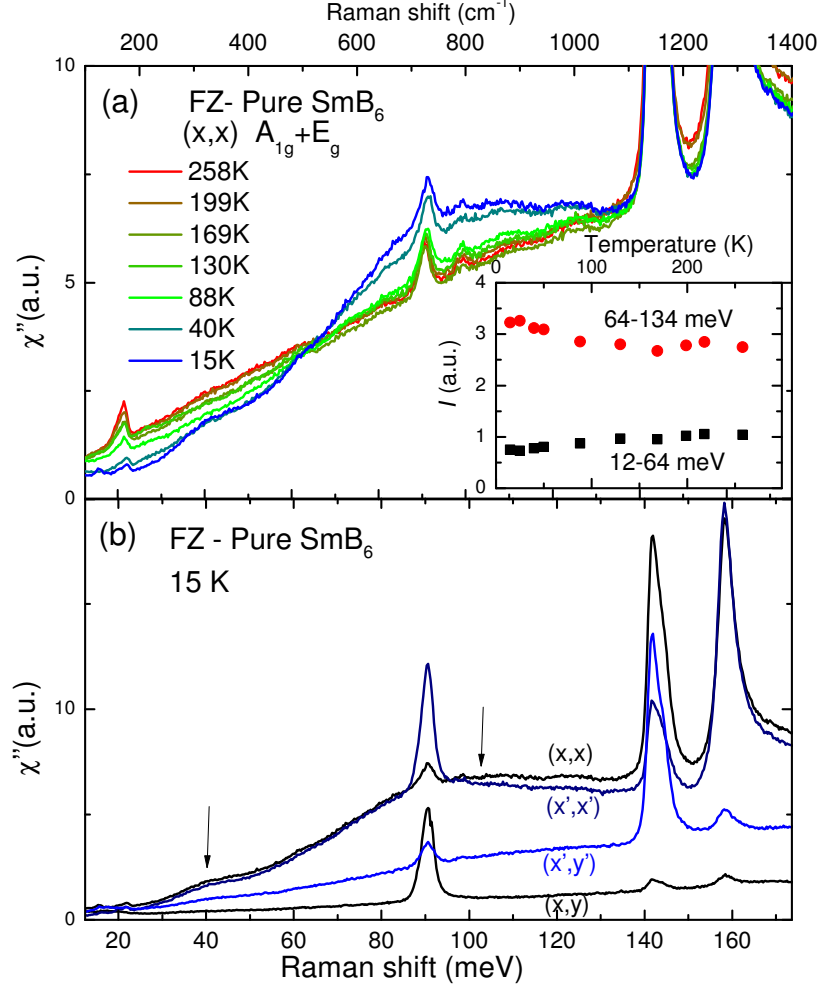 Raman shift (cm⁻¹)
200 400 600 800 1000 1200 1400
10
(a) FZ- Pure SmB₆
(x,x) A₁g+Eg
258K
199K
169K
130K
88K
40K
15K
5
0
χ''(a.u.)
Temperature (K)
0 100 200
4
3
2
1
0
I (a.u.)
64-134 meV
12-64 meV
(b) FZ - Pure SmB₆
15 K
10
0
χ''(a.u.)
(x,x)
(x',x')
(x',y')
(x,y)
20 40 60 80 100 120 140 160
Raman shift (meV)